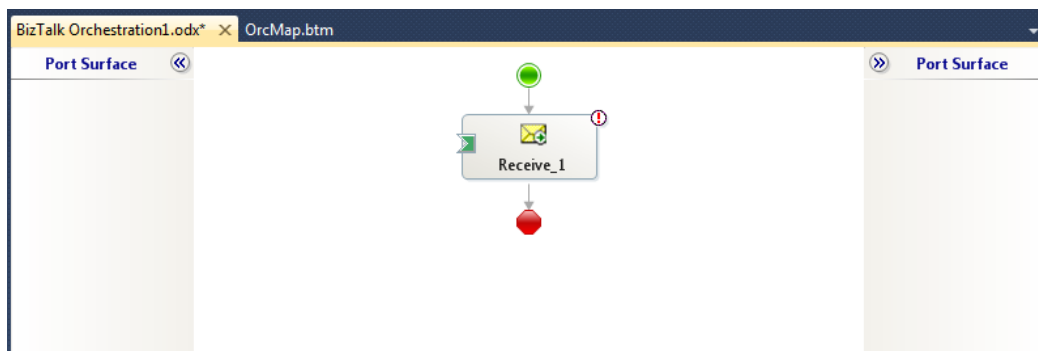 BizTalk Orchestration1.odx* OrcMap.btm
Port Surface Port Surface
Receive_1